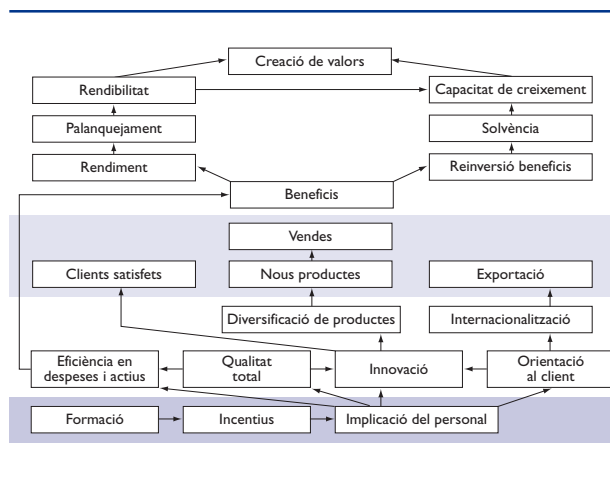 Creació de valors
Rendibilitat
Capacitat de creixement
Palanquejament
Solvència
Rendiment
Reinversió beneficis
Beneficis
Vendes
Clients satisfets
Nous productes
Exportació
Diversificació de productes
Internacionalització
Eficiència en
despeses i actius
Qualitat
total
Innovació
Orientació
al client
Formació
Incentius
Implicació del personal